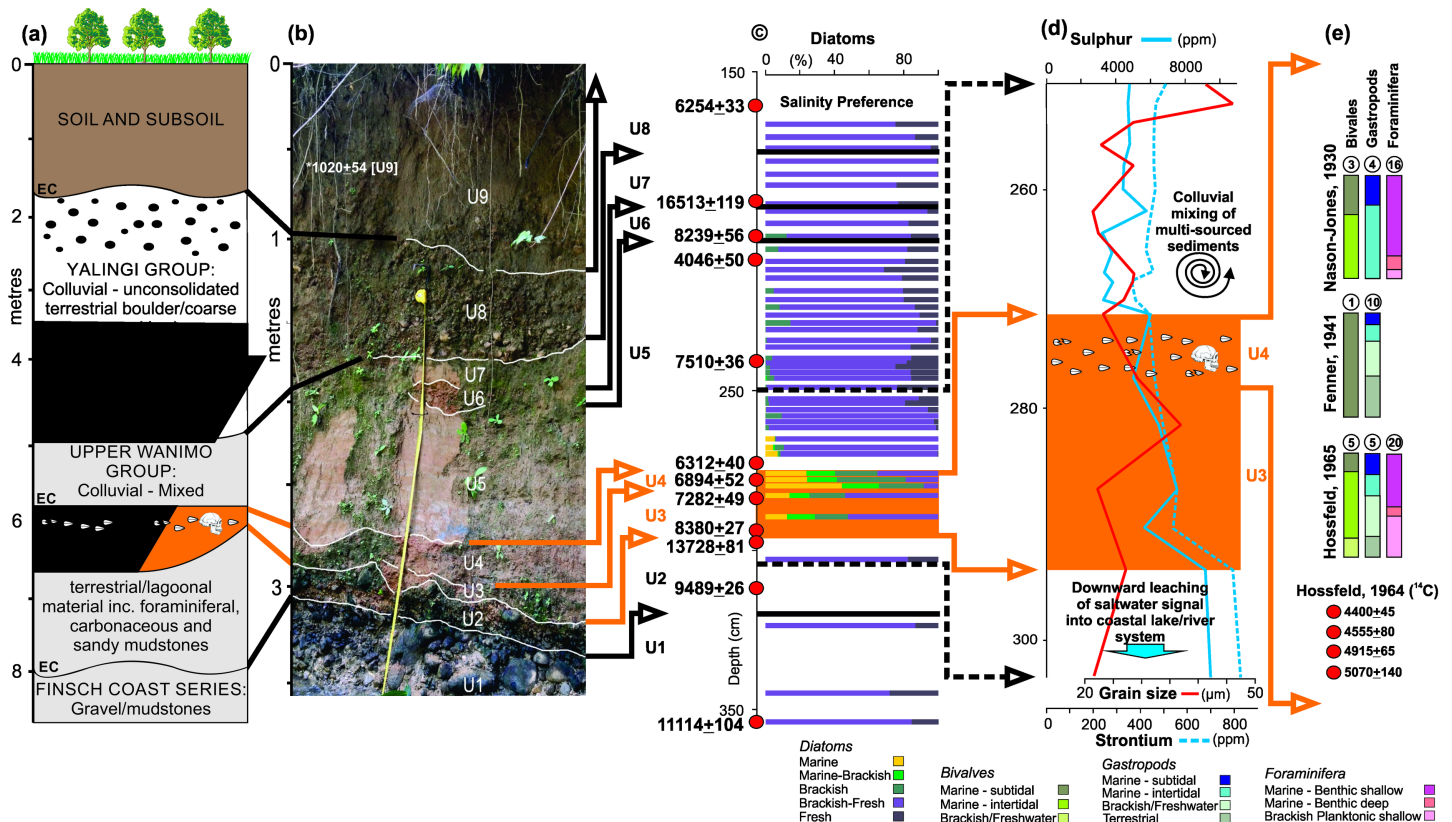 (a)
0
2
4
6
8
metres
SOIL AND SUBSOIL
EC
YALINGI GROUP:
Colluvial - unconsolidated
terrestrial boulder/coarse
UPPER WANIMO
GROUP:
Colluvial - Mixed
EC
terrestrial/lagoonal
material inc. foraminiferal,
carbonaceous and
sandy mudstones
EC
FINSCH COAST SERIES:
Gravel/mudstones
(b)
0
1
3
metres
*1020+54 [U9]
U9
U8
U7
U6
U5
U4
U3
U2
U1
U8
U7
U6
U5
U4
U3
U2
U1
©
Diatoms
(%)
0 40 80
Salinity Preference
150
250
350
Depth (cm)
6254+33
16513+119
8239+56
4046+50
7510+36
6312+40
6894+52
7282+49
8380+27
13728+81
9489+26
11114+104
(d)
Sulphur (ppm)
0 4000 8000
260
280
300
Colluvial
mixing of
multi-sourced
sediments
U4
U3
Downward leaching
of saltwater signal
into coastal lake/river
system
20 50
Grain size (µm)
0 200 400 600 800
Strontium (ppm)
(e)
Bivales
Gastropods
Foraminifera
Nason-Jones, 1930
3 4 16
Fenner, 1941
1 10
Hossfeld, 1965
5 5 20
Hossfeld, 1964 (14C)
4400+45
4555+80
4915+65
5070+140
Diatoms
Marine
Marine-Brackish
Brackish
Brackish-Fresh
Fresh
Bivalves
Marine - subtidal
Marine - intertidal
Brackish/Freshwater
Gastropods
Marine - subtidal
Marine - intertidal
Brackish/Freshwater
Terrestrial
Foraminifera
Marine - Benthic shallow
Marine - Benthic deep
Brackish Planktonic shallow